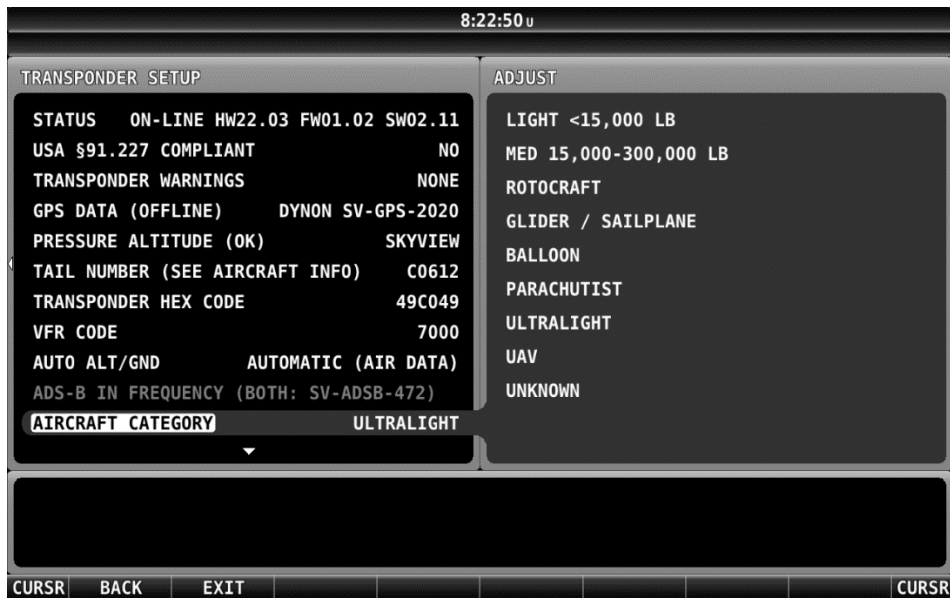 8:22:50 U
TRANSPONDER SETUP
STATUS ON-LINE HW22.03 FW01.02 SW02.11
USA §91.227 COMPLIANT NO
TRANSPONDER WARNINGS NONE
GPS DATA (OFFLINE) DYNON SV-GPS-2020
PRESSURE ALTITUDE (OK) SKYVIEW
TAIL NUMBER (SEE AIRCRAFT INFO) C0612
TRANSPONDER HEX CODE 49C049
VFR CODE 7000
AUTO ALT/GND AUTOMATIC (AIR DATA)
ADS-B IN FREQUENCY (BOTH: SV-ADSB-472)
AIRCRAFT CATEGORY ULTRALIGHT
ADJUST
LIGHT <15,000 LB
MED 15,000-300,000 LB
ROTOCRAFT
GLIDER / SAILPLANE
BALLOON
PARACHUTIST
ULTRALIGHT
UAV
UNKNOWN
CURSR BACK EXIT CURSR